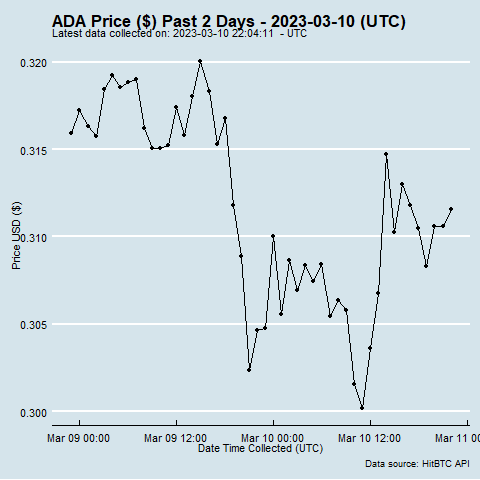 ADA Price ($) Past 2 Days - 2023-03-10 (UTC)
Latest data collected on: 2023-03-10 22:04:11 - UTC
0.320
0.315
0.310
0.305
0.300
Price USD ($)
Mar 09 00:00 Mar 09 12:00 Mar 10 00:00 Mar 10 12:00 Mar 11 00
Date Time Collected (UTC)
Data source: HitBTC API